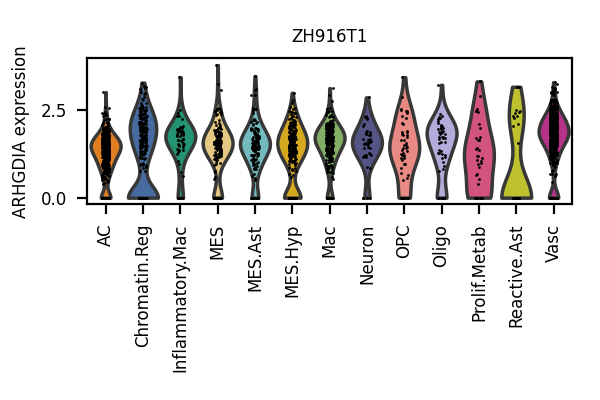 ZH916T1
ARHGDIA expression
2.5
0.0
AC
Chromatin.Reg
Inflammatory.Mac
MES
MES.Ast
MES.Hyp
Mac
Neuron
OPC
Oligo
Prolif.Metab
Reactive.Ast
Vasc